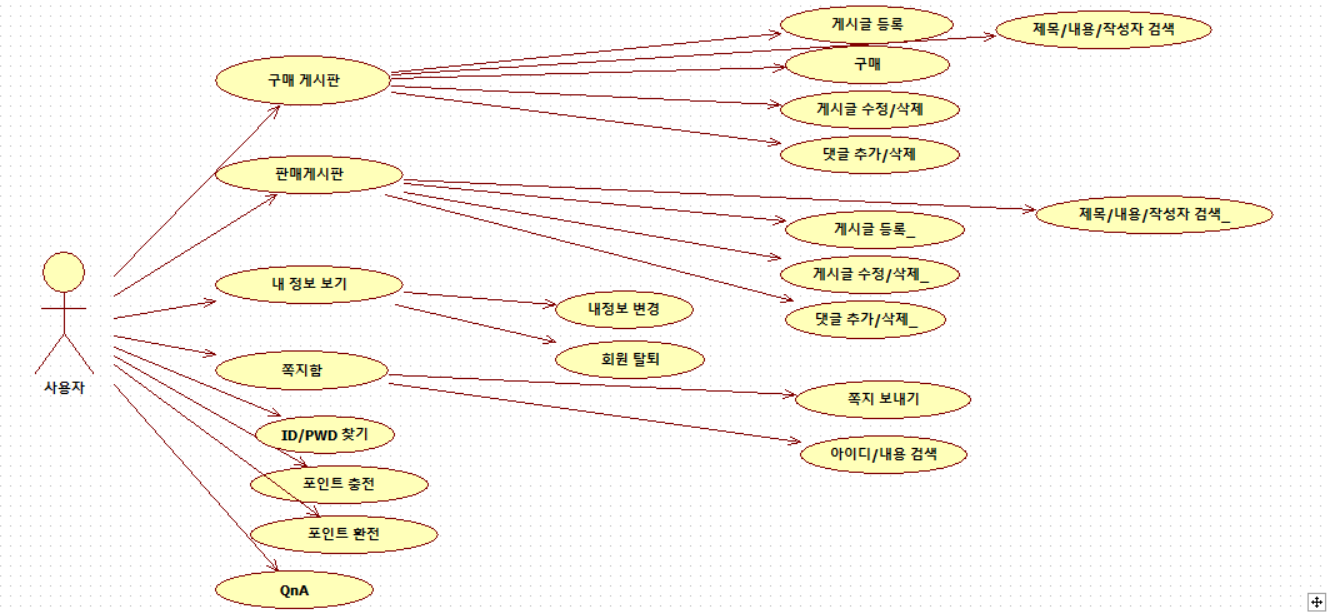 게시글 등록
제목/내용/작성자 검색
구매 게시판
구매
게시글 수정/삭제
댓글 추가/삭제
판매게시판
제목/내용/작성자 검색_
게시글 등록_
게시글 수정/삭제_
댓글 추가/삭제_
내 정보 보기
내정보 변경
회원 탈퇴
사용자
쪽지함
쪽지 보내기
ID/PWD 찾기
아이디/내용 검색
포인트 충전
포인트 환전
QnA